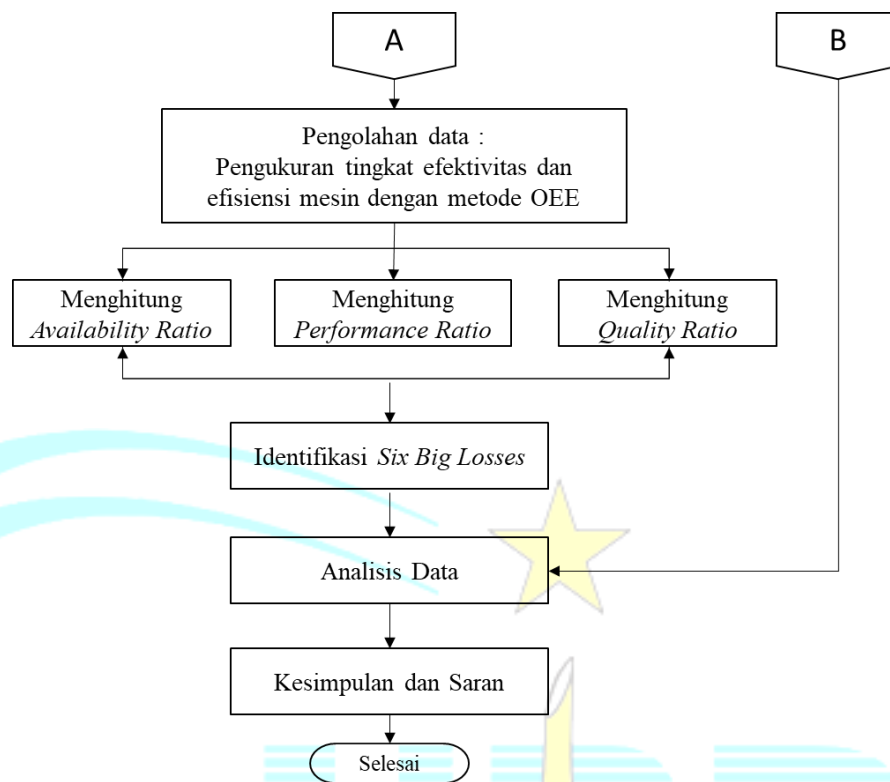 A
B
Pengolahan data :
Pengukuran tingkat efektivitas dan
efisiensi mesin dengan metode OEE
Menghitung
Availability Ratio
Menghitung
Performance Ratio
Menghitung
Quality Ratio
Identifikasi Six Big Losses
Analisis Data
Kesimpulan dan Saran
Selesai